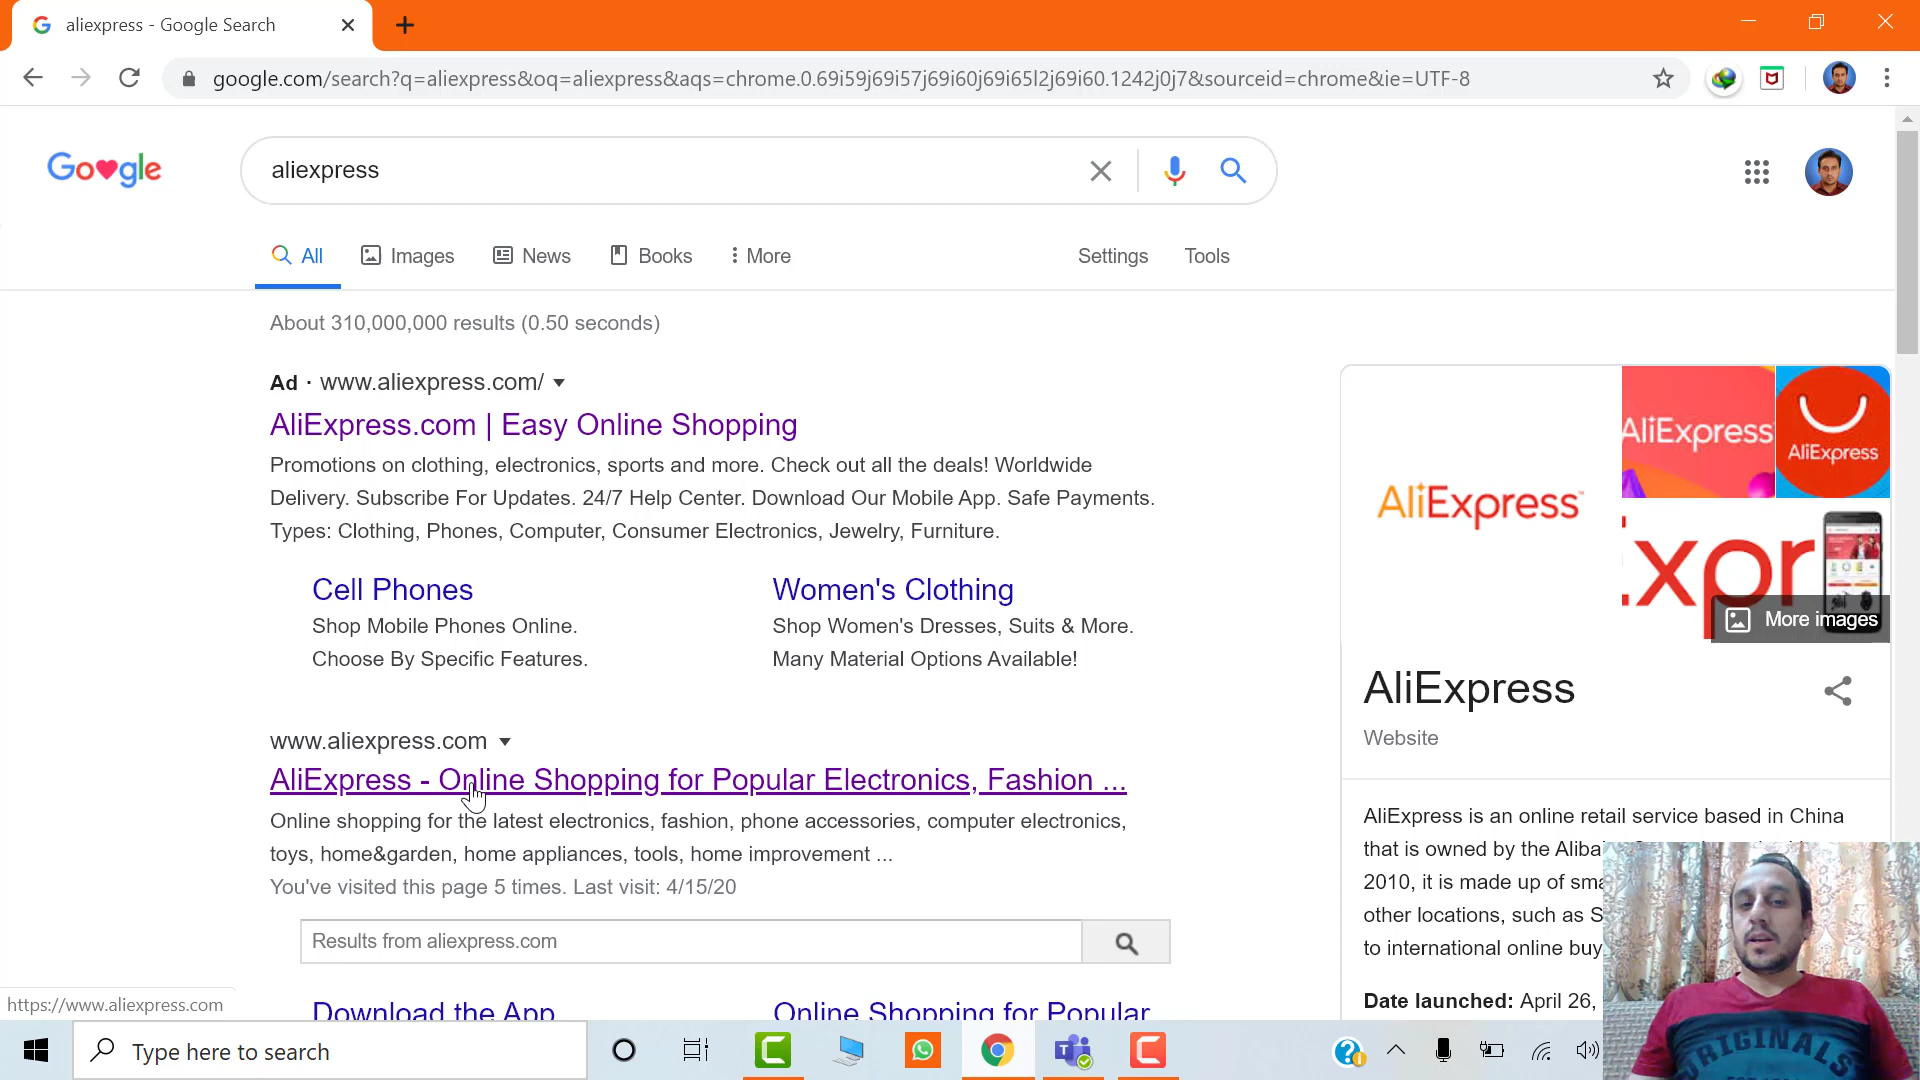 aliexpress - Google Search
google.com/search?q=aliexpress&oq=aliexpress&aqs=chrome.0.69i59j69i57j69i60j69i65l2j69i60.1242j0j7&sourceid=chrome&ie=UTF-8
Go❤gle
aliexpress
All
Images
News
Books
More
Settings
Tools
About 310,000,000 results (0.50 seconds)
Ad · www.aliexpress.com/
AliExpress.com | Easy Online Shopping
Promotions on clothing, electronics, sports and more. Check out all the deals! Worldwide
Delivery. Subscribe For Updates. 24/7 Help Center. Download Our Mobile App. Safe Payments.
Types: Clothing, Phones, Computer, Consumer Electronics, Jewelry, Furniture.
Cell Phones
Shop Mobile Phones Online.
Choose By Specific Features.
Women's Clothing
Shop Women's Dresses, Suits & More.
Many Material Options Available!
www.aliexpress.com
AliExpress - Online Shopping for Popular Electronics, Fashion ...
Online shopping for the latest electronics, fashion, phone accessories, computer electronics,
toys, home&garden, home appliances, tools, home improvement ...
You've visited this page 5 times. Last visit: 4/15/20
Results from aliexpress.com
Download the App
Online Shopping for Popular
AliExpress
AliExpress
AliExpress
Expr
More images
AliExpress
Website
AliExpress is an online retail service based in China
that is owned by the Aliba
2010, it is made up of sma
other locations, such as S
to international online buy
Date launched: April 26,
https://www.aliexpress.com
Type here to search
ORIGINALS